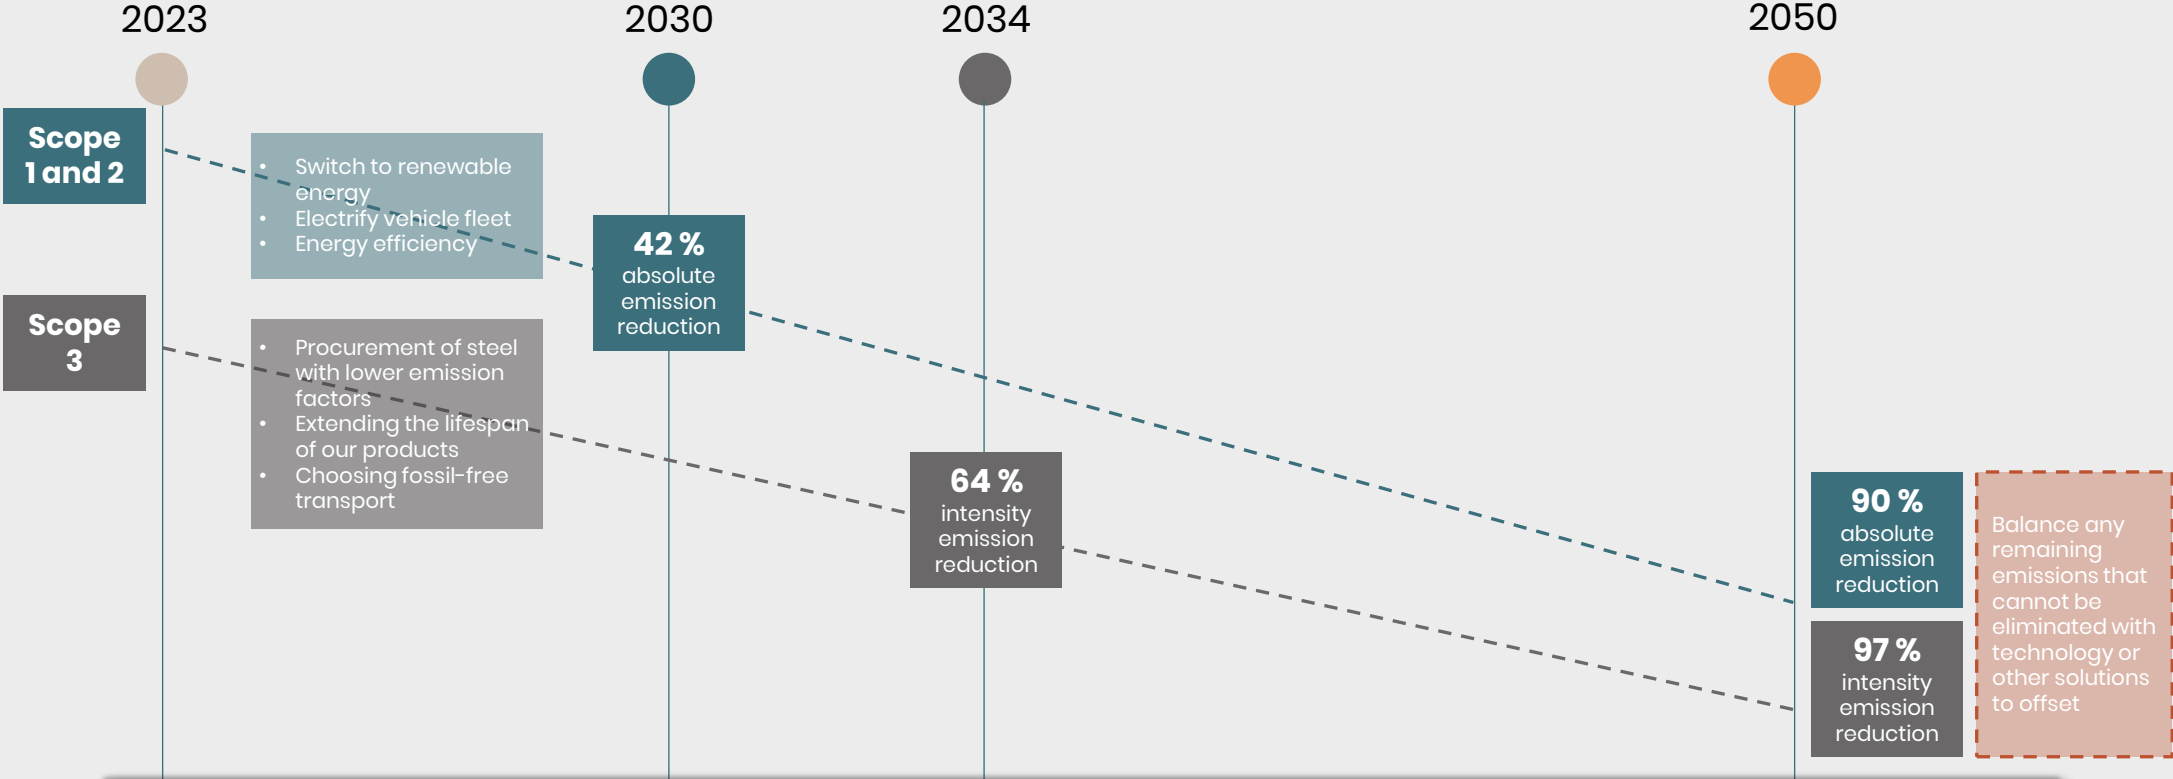 2023
2030
2034
2050
Scope
1 and 2
• Switch to renewable
energy
• Electrify vehicle fleet
• Energy efficiency
42 %
absolute
emission
reduction
Scope
3
• Procurement of steel
with lower emission
factors
• Extending the lifespan
of our products
• Choosing fossil-free
transport
64 %
intensity
emission
reduction
90 %
absolute
emission
reduction
97 %
intensity
emission
reduction
Balance any
remaining
emissions that
cannot be
eliminated with
technology or
other solutions
to offset